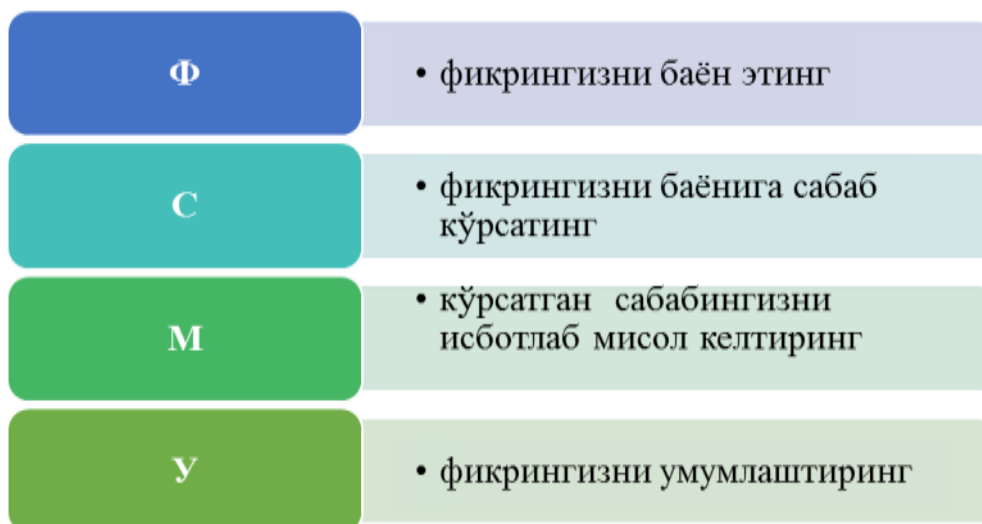 Ф
• фикрингизни баён этинг
С
• фикрингизни баёнига сабаб
кўрсатинг
М
• кўрсатган сабабингизни
исботлаб мисол келтиринг
У
• фикрингизни умумлаштиринг